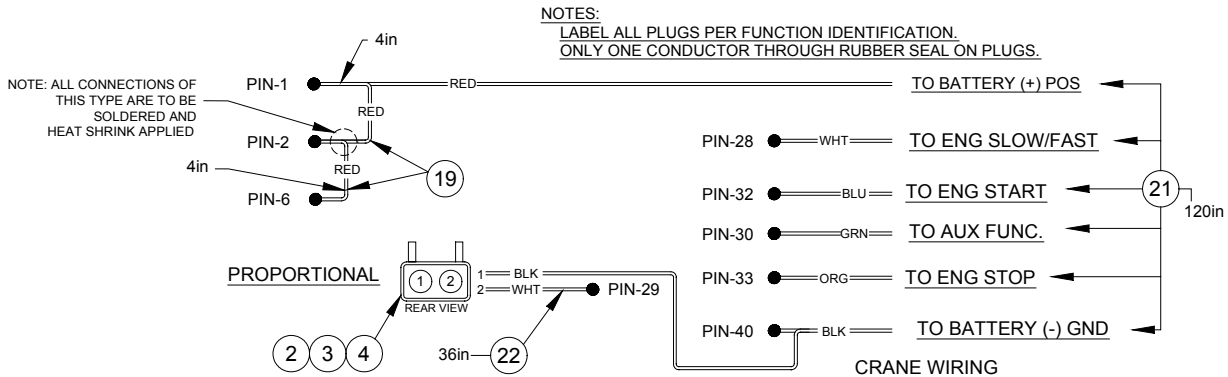 NOTES:
LABEL ALL PLUGS PER FUNCTION IDENTIFICATION.
ONLY ONE CONDUCTOR THROUGH RUBBER SEAL ON PLUGS.
4in
NOTE: ALL CONNECTIONS OF
THIS TYPE ARE TO BE
SOLDERED AND
HEAT SHRINK APPLIED
PIN-1
RED
TO BATTERY (+) POS
RED
PIN-2
RED
4in
19
PIN-6
PIN-28
WHT
TO ENG SLOW/FAST
PIN-32
BLU
TO ENG START
21
120in
PIN-30
GRN
TO AUX FUNC.
PIN-33
ORG
TO ENG STOP
PIN-40
BLK
TO BATTERY (-) GND
CRANE WIRING
PROPORTIONAL
1 2
REAR VIEW
1 BLK
2 WHT
PIN-29
2 3 4
36in
22